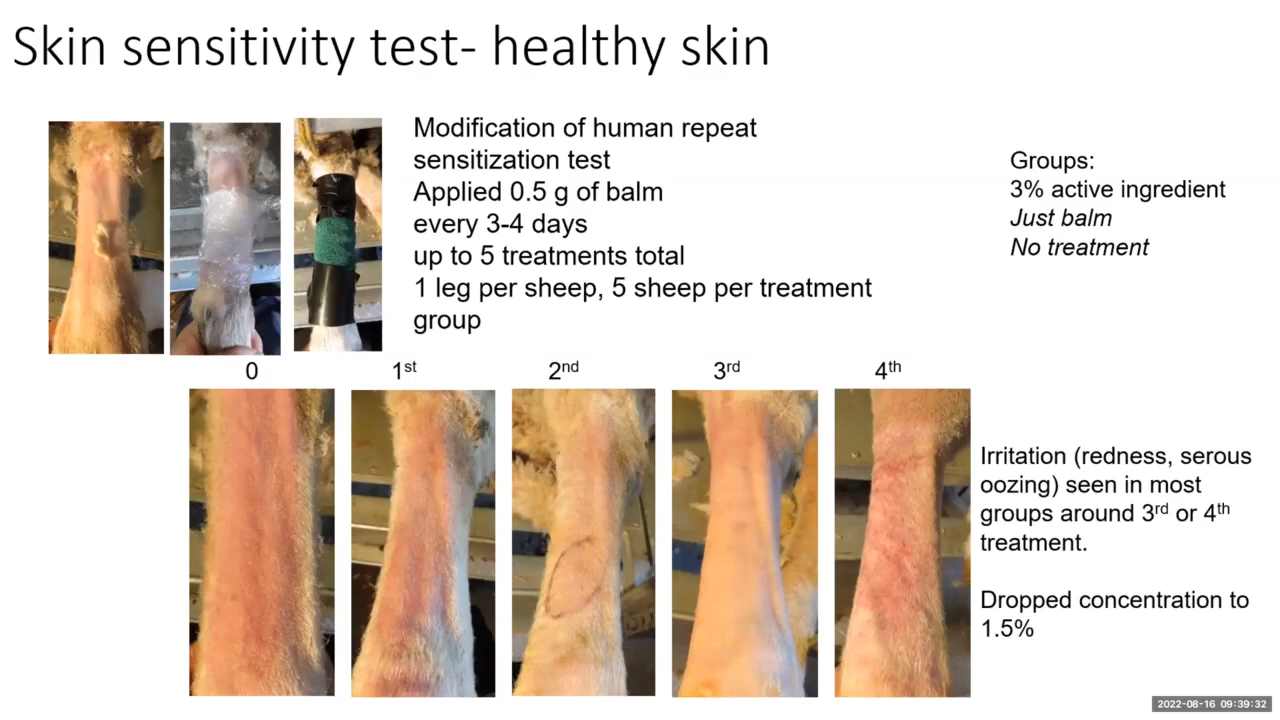 Skin sensitivity test- healthy skin
Modification of human repeat
sensitization test
Applied 0.5 g of balm
every 3-4 days
up to 5 treatments total
1 leg per sheep, 5 sheep per treatment
group
Groups:
3% active ingredient
Just balm
No treatment
0 1st 2nd 3rd 4th
Irritation (redness, serous
oozing) seen in most
groups around 3rd or 4th
treatment.
Dropped concentration to
1.5%
2022-08-16 09:39:32